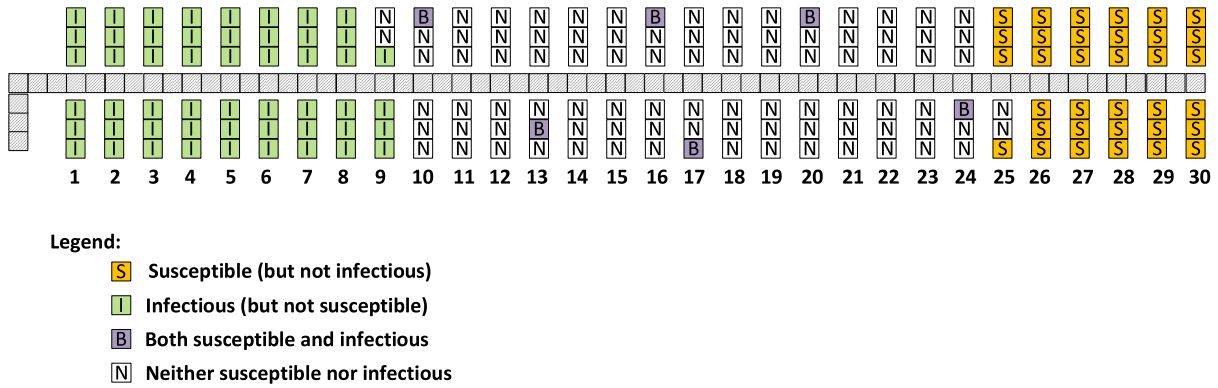 I I I I I I I I N B N N N N N B N N N B N N N N S S S S S S
I I I I I I I I N N N N N N N N N N N N N N N N S S S S S S
I I I I I I I I I N N N N N N N N N N N N N N N S S S S S S
I I I I I I I I I N N N N N N N N N N N N N N B N S S S S S
I I I I I I I I I N N N B N N N N N N N N N N N N S S S S S
I I I I I I I I I N N N N N N N B N N N N N N N S S S S S S
1 2 3 4 5 6 7 8 9 10 11 12 13 14 15 16 17 18 19 20 21 22 23 24 25 26 27 28 29 30
Legend:
S Susceptible (but not infectious)
I Infectious (but not susceptible)
B Both susceptible and infectious
N Neither susceptible nor infectious